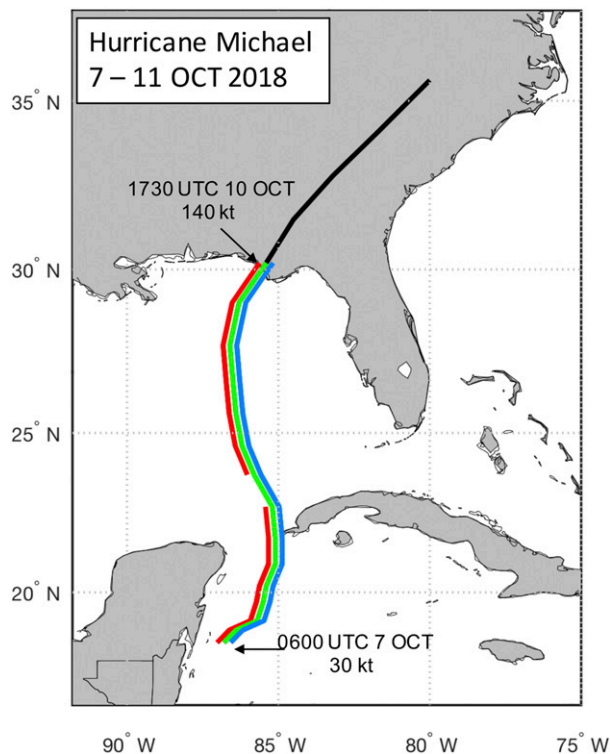 Hurricane Michael
7 – 11 OCT 2018
35° N
1730 UTC 10 OCT
140 kt
30° N
25° N
20° N
0600 UTC 7 OCT
30 kt
90° W
85° W
80° W
75° W